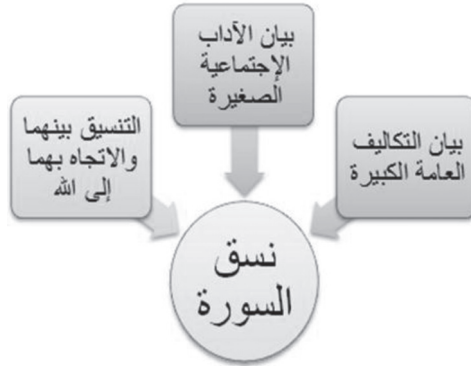 بيان الآداب
الإجتماعية
الصغيرة
بيان التكاليف
العامة الكبيرة
التنسيق بينهما
والاتجاه بهما
إلى الله
نسق
السورة